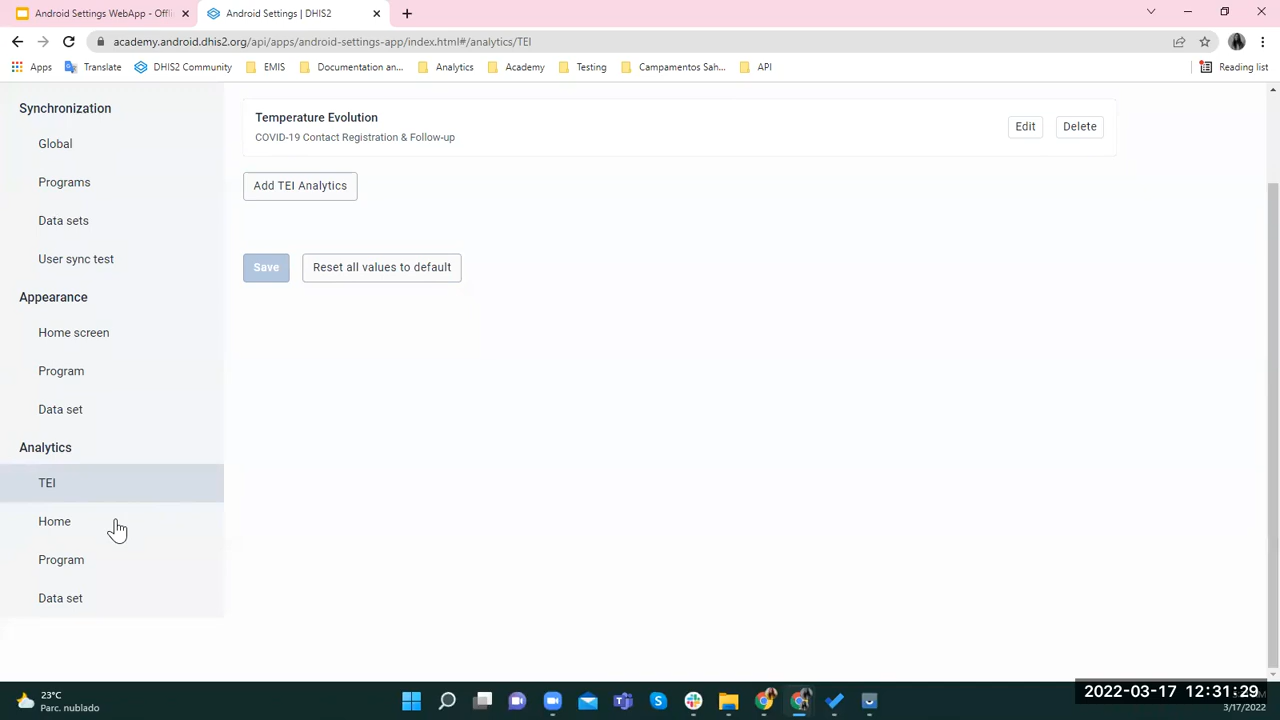 Android Settings WebApp - Offli
Android Settings | DHIS2
academy.android.dhis2.org/api/apps/android-settings-app/index.html#/analytics/TEI
Apps
Translate
DHIS2 Community
EMIS
Documentation an...
Analytics
Academy
Testing
Campamentos Sah...
API
Reading list
Synchronization
Global
Programs
Data sets
User sync test
Appearance
Home screen
Program
Data set
Analytics
TEI
Home
Program
Data set
Temperature Evolution
COVID-19 Contact Registration & Follow-up
Edit
Delete
Add TEI Analytics
Save
Reset all values to default
23°C
Parc. nublado
2022-03-17 12:31:29
3/17/2022